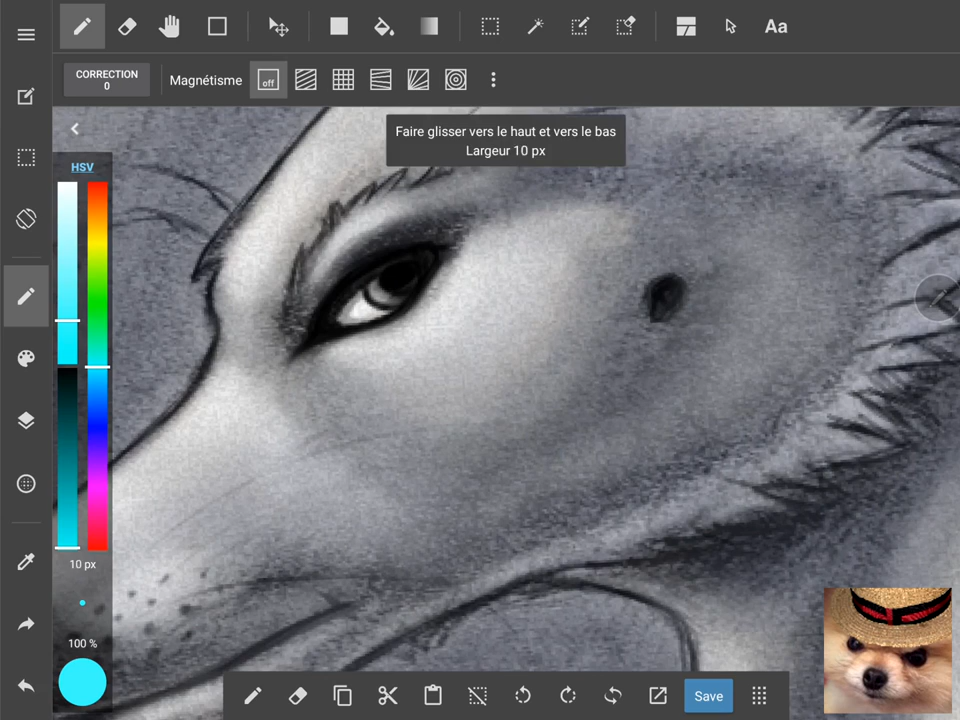 Aa
CORRECTION
0
Magnétisme
off
Faire glisser vers le haut et vers le bas
Largeur 10 px
HSV
10 px
100 %
Save